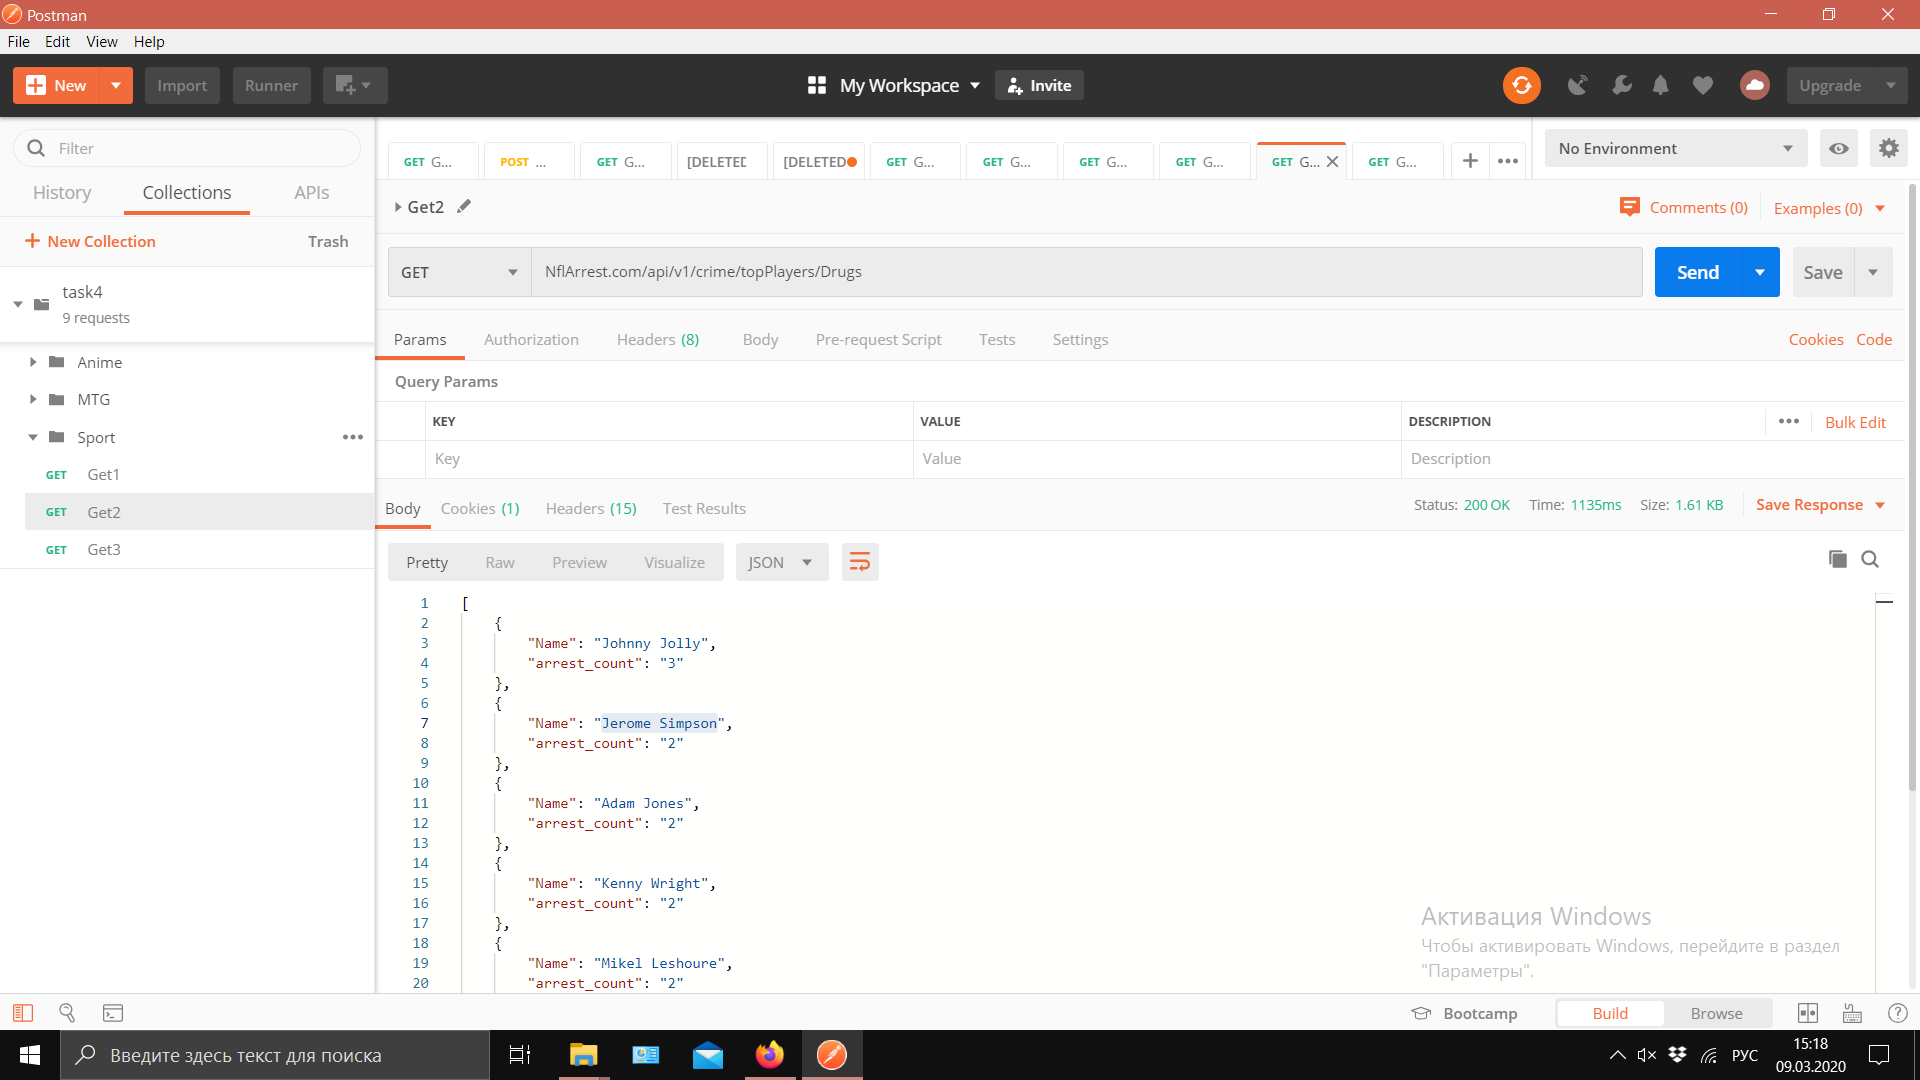 Postman
File Edit View Help
New Import Runner My Workspace Invite Upgrade
Filter
History Collections APIs
New Collection Trash
task4
9 requests
Anime
MTG
Sport
GET Get1
GET Get2
GET Get3
GET G... POST ... GET G... [DELETED [DELETED GET G... GET G... GET G... GET G... GET G... GET G...
No Environment
Get2 Comments (0) Examples (0)
GET NflArrest.com/api/v1/crime/topPlayers/Drugs Send Save
Params Authorization Headers (8) Body Pre-request Script Tests Settings Cookies Code
Query Params
KEY VALUE DESCRIPTION Bulk Edit
Key Value Description
Body Cookies (1) Headers (15) Test Results Status: 200 OK Time: 1135ms Size: 1.61 KB Save Response
Pretty Raw Preview Visualize JSON
1 [
2 {
3 "Name": "Johnny Jolly",
4 "arrest_count": "3"
5 },
6 {
7 "Name": "Jerome Simpson",
8 "arrest_count": "2"
9 },
10 {
11 "Name": "Adam Jones",
12 "arrest_count": "2"
13 },
14 {
15 "Name": "Kenny Wright",
16 "arrest_count": "2"
17 },
18 {
19 "Name": "Mikel Leshoure",
20 "arrest_count": "2"
Активация Windows
Чтобы активировать Windows, перейдите в раздел
"Параметры".
Bootcamp Build Browse
Введите здесь текст для поиска
РУС
15:18
09.03.2020